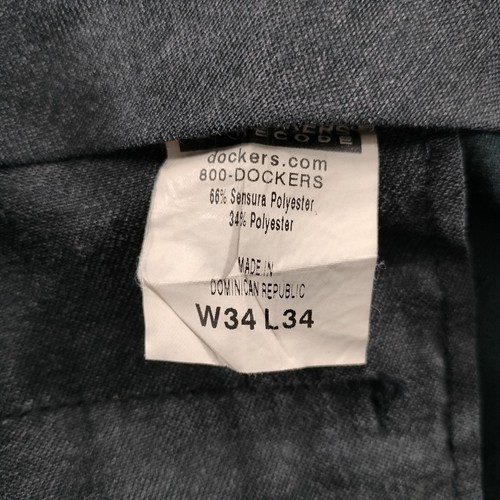 dockers.com
800-DOCKERS
66% Sensura Polyester
34% Polyester
MADE IN
DOMINICAN REPUBLIC
W34 L34